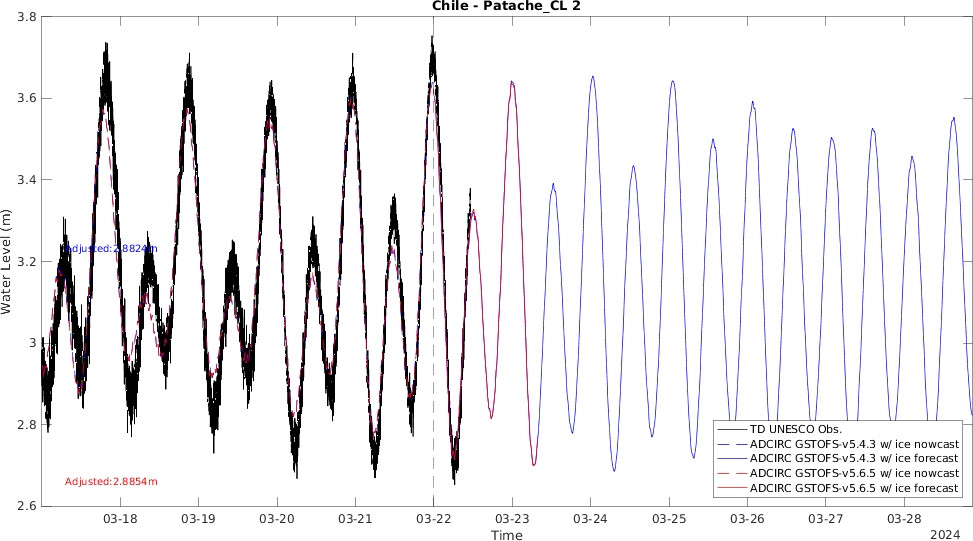 Chile - Patache_CL 2
3.8
3.6
3.4
3.2
3
2.8
2.6
Water Level (m)
Adjusted:2.8824m
Adjusted:2.8854m
TD UNESCO Obs.
ADCIRC GSTOFS-v5.4.3 w/ ice nowcast
ADCIRC GSTOFS-v5.4.3 w/ ice forecast
ADCIRC GSTOFS-v5.6.5 w/ ice nowcast
ADCIRC GSTOFS-v5.6.5 w/ ice forecast
03-18 03-19 03-20 03-21 03-22 03-23 03-24 03-25 03-26 03-27 03-28
Time
2024